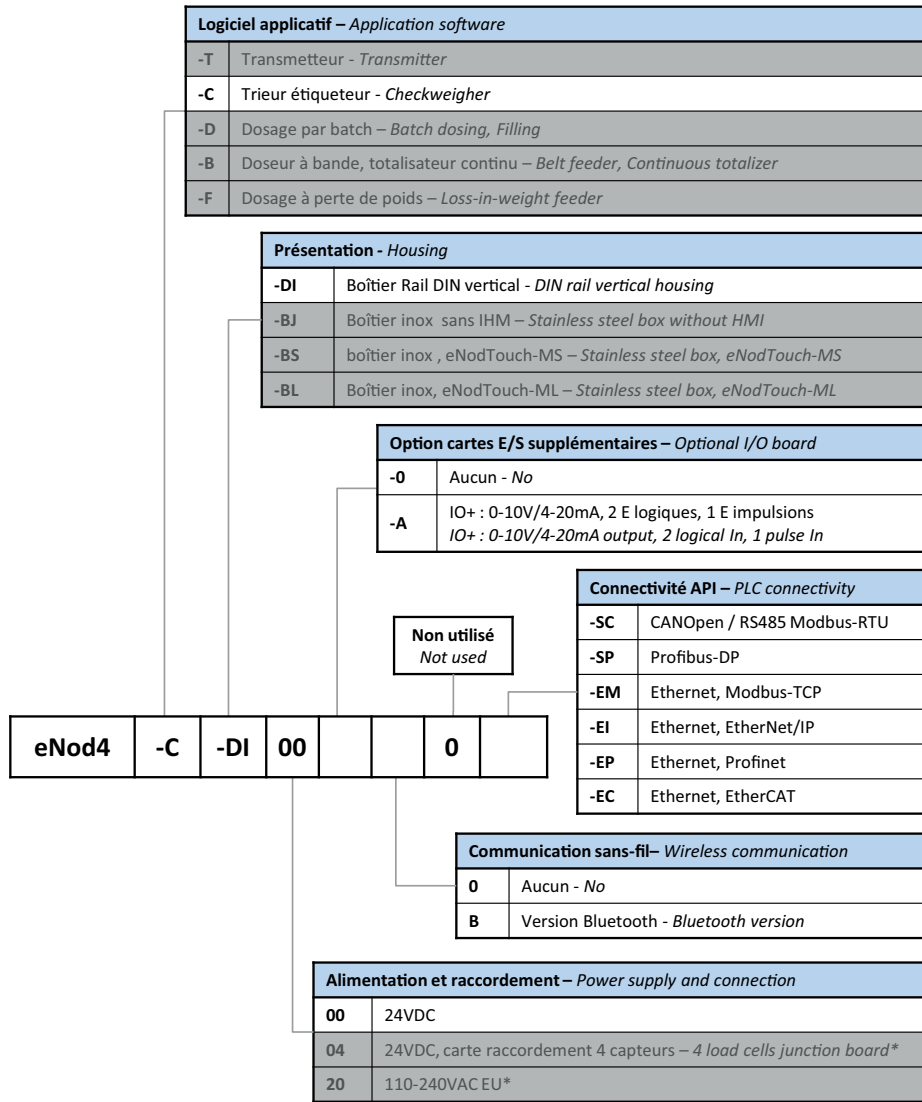 Logiciel applicatif – Application software
-T Transmetteur - Transmitter
-C Trieur étiqueteur - Checkweigher
-D Dosage par batch – Batch dosing, Filling
-B Doseur à bande, totalisateur continu – Belt feeder, Continuous totalizer
-F Dosage à perte de poids – Loss-in-weight feeder
Présentation - Housing
-DI Boîtier Rail DIN vertical - DIN rail vertical housing
-BJ Boîtier inox sans IHM – Stainless steel box without HMI
-BS boîtier inox , eNodTouch-MS – Stainless steel box, eNodTouch-MS
-BL Boîtier inox, eNodTouch-ML – Stainless steel box, eNodTouch-ML
Option cartes E/S supplémentaires – Optional I/O board
-0 Aucun - No
-A IO+ : 0-10V/4-20mA, 2 E logiques, 1 E impulsions
IO+ : 0-10V/4-20mA output, 2 logical In, 1 pulse In
Connectivité API – PLC connectivity
-SC CANOpen / RS485 Modbus-RTU
-SP Profibus-DP
-EM Ethernet, Modbus-TCP
-EI Ethernet, EtherNet/IP
-EP Ethernet, Profinet
-EC Ethernet, EtherCAT
Non utilisé
Not used
eNod4 -C -DI 00 0
Communication sans-fil– Wireless communication
0 Aucun - No
B Version Bluetooth - Bluetooth version
Alimentation et raccordement – Power supply and connection
00 24VDC
04 24VDC, carte raccordement 4 capteurs – 4 load cells junction board*
20 110-240VAC EU*